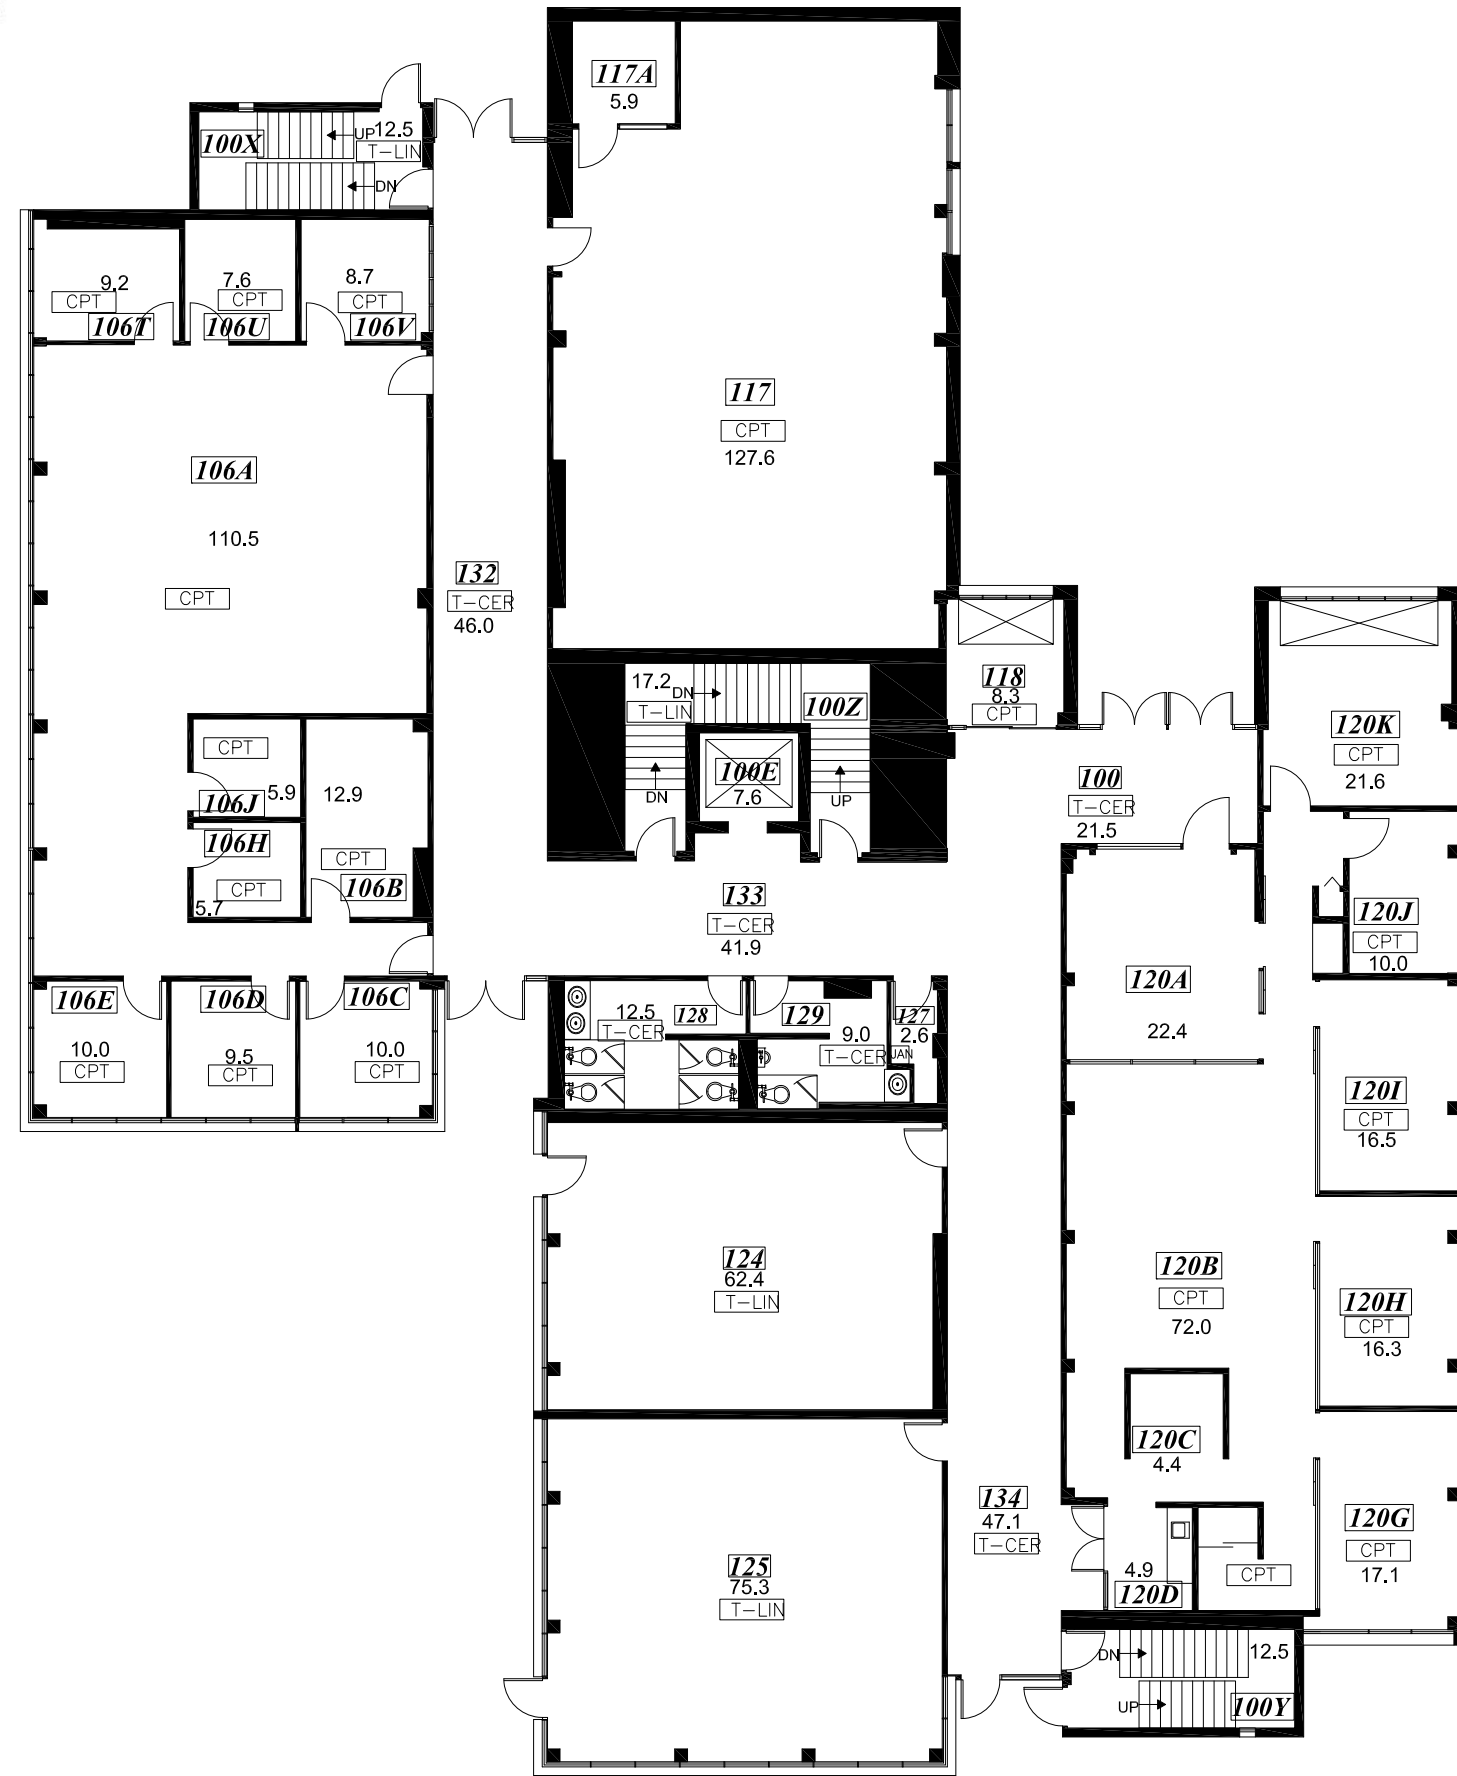 117A
5.9
100X
UP
12.5
T-LIN
DN
9.2
CPT
106T
7.6
CPT
106U
8.7
CPT
106V
117
CPT
127.6
106A
110.5
CPT
132
T-CER
46.0
118
8.3
CPT
17.2
DN
T-LIN
100Z
100E
7.6
DN
UP
120K
CPT
21.6
100
T-CER
21.5
CPT
5.9
106J
12.9
106H
CPT
5.7
CPT
106B
133
T-CER
41.9
120J
CPT
10.0
120A
22.4
106E
10.0
CPT
106D
9.5
CPT
106C
10.0
CPT
12.5
128
T-CER
129
9.0
T-CER
127
2.6
JAN
120I
CPT
16.5
124
62.4
T-LIN
120B
CPT
72.0
120H
CPT
16.3
120C
4.4
134
47.1
T-CER
120G
CPT
17.1
125
75.3
T-LIN
4.9
120D
CPT
DN
12.5
UP
100Y